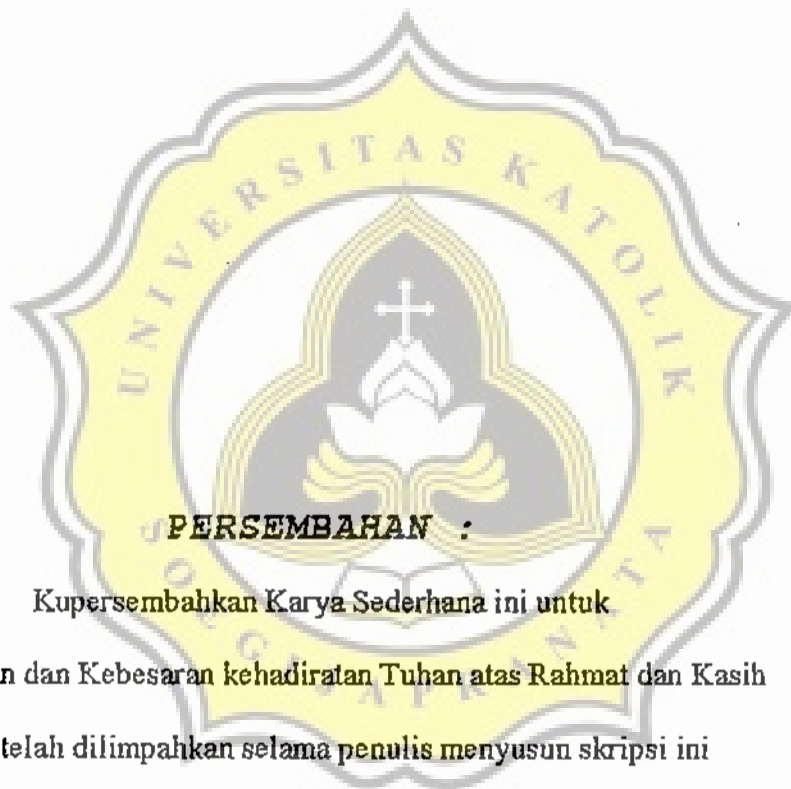 UNIVERSITAS KATOLIK
SOEGIJAPRANATA
PERSEMBAHAN :
Kupersembahkan Karya Sederhana ini untuk
n dan Kebesaran kehadiratan Tuhan atas Rahmat dan Kasih
telah dilimpahkan selama penulis menyusun skripsi ini